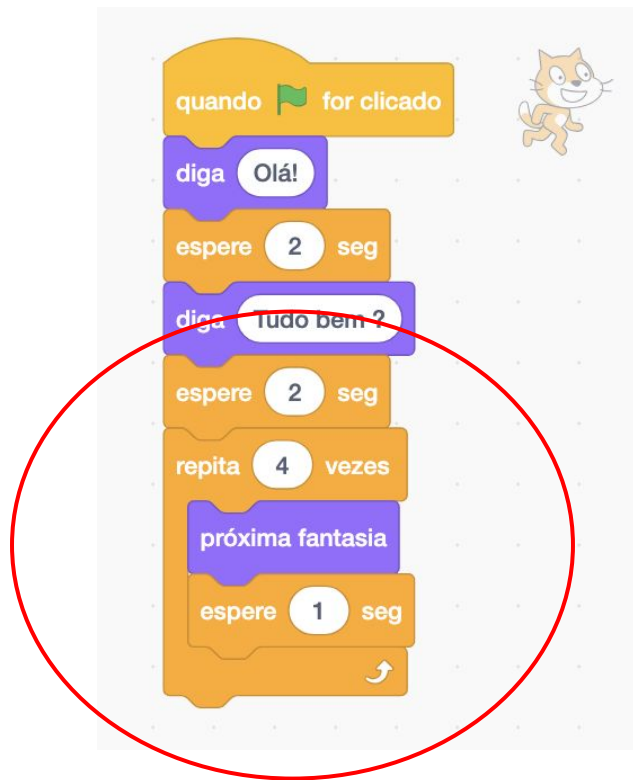 quando for clicado
diga Olá!
espere 2 seg
diga Tudo bem ?
espere 2 seg
repita 4 vezes
próxima fantasia
espere 1 seg